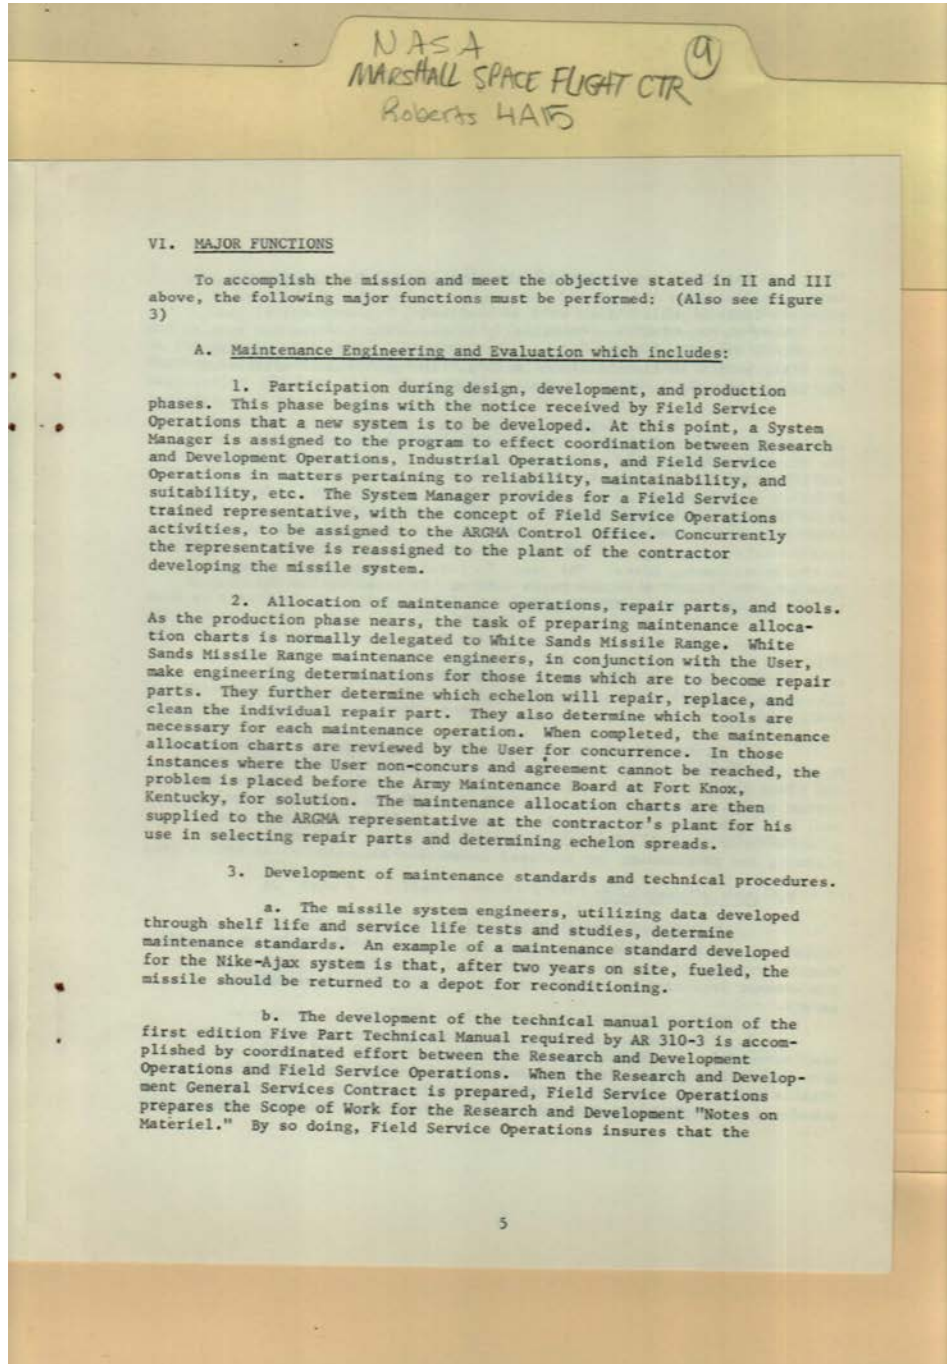 NASA
MARSHALL SPACE FLIGHT CTR
9
Roberts 4A15
VI. MAJOR FUNCTIONS
To accomplish the mission and meet the objective stated in II and III
above, the following major functions must be performed: (Also see figure
3)
A. Maintenance Engineering and Evaluation which includes:
1. Participation during design, development, and production
phases. This phase begins with the notice received by Field Service
Operations that a new system is to be developed. At this point, a System
Manager is assigned to the program to effect coordination between Research
and Development Operations, Industrial Operations, and Field Service
Operations in matters pertaining to reliability, maintainability, and
suitability, etc. The System Manager provides for a Field Service
trained representative, with the concept of Field Service Operations
activities, to be assigned to the ARGMA Control Office. Concurrently
the representative is reassigned to the plant of the contractor
developing the missile system.
2. Allocation of maintenance operations, repair parts, and tools.
As the production phase nears, the task of preparing maintenance alloca-
tion charts is normally delegated to White Sands Missile Range. White
Sands Missile Range maintenance engineers, in conjunction with the User,
make engineering determinations for those items which are to become repair
parts. They further determine which echelon will repair, replace, and
clean the individual repair part. They also determine which tools are
necessary for each maintenance operation. When completed, the maintenance
allocation charts are reviewed by the User for concurrence. In those
instances where the User non-concurs and agreement cannot be reached, the
problem is placed before the Army Maintenance Board at Fort Knox,
Kentucky, for solution. The maintenance allocation charts are then
supplied to the ARGMA representative at the contractor's plant for his
use in selecting repair parts and determining echelon spreads.
3. Development of maintenance standards and technical procedures.
a. The missile system engineers, utilizing data developed
through shelf life and service life tests and studies, determine
maintenance standards. An example of a maintenance standard developed
for the Nike-Ajax system is that, after two years on site, fueled, the
missile should be returned to a depot for reconditioning.
b. The development of the technical manual portion of the
first edition Five Part Technical Manual required by AR 310-3 is accom-
plished by coordinated effort between the Research and Development
Operations and Field Service Operations. When the Research and Develop-
ment General Services Contract is prepared, Field Service Operations
prepares the Scope of Work for the Research and Development "Notes on
Materiel." By so doing, Field Service Operations insures that the
5